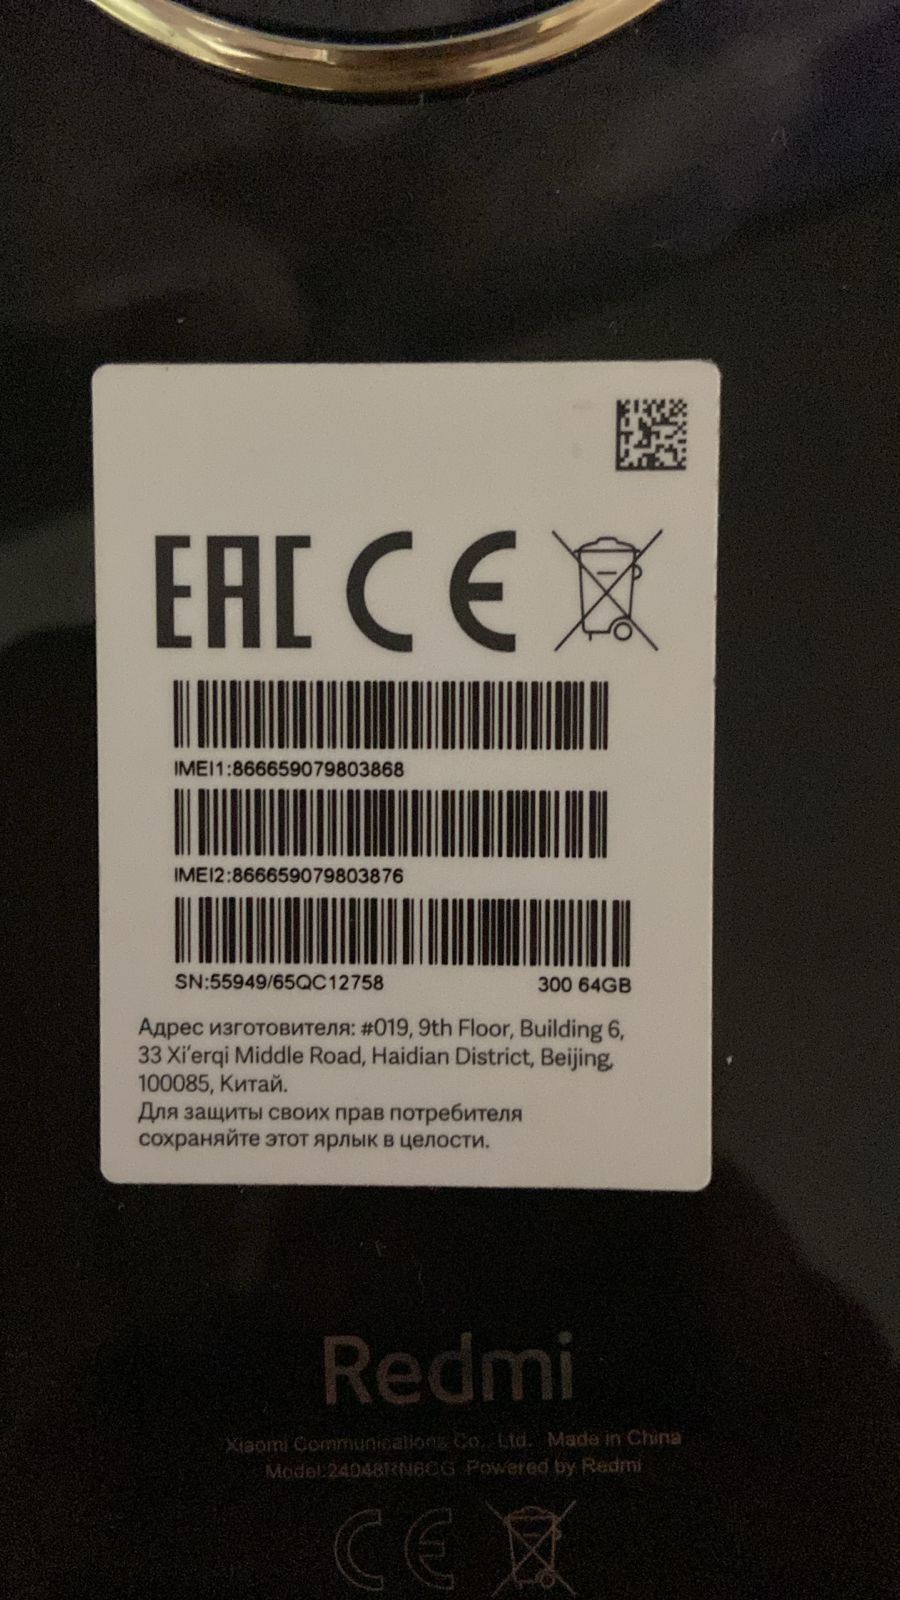 EAC CE
IMEI1:866659079803868
IMEI2:866659079803876
SN:55949/65QC12758 300 64GB
Адрес изготовителя: #019, 9th Floor, Building 6,
33 Xi'erqi Middle Road, Haidian District, Beijing,
100085, Китай.
Для защиты своих прав потребителя
сохраняйте этот ярлык в целости.
Redmi
Xiaomi Communications Co., Ltd. Made in China
Model:24048RN6CG Powered by Redmi
CE